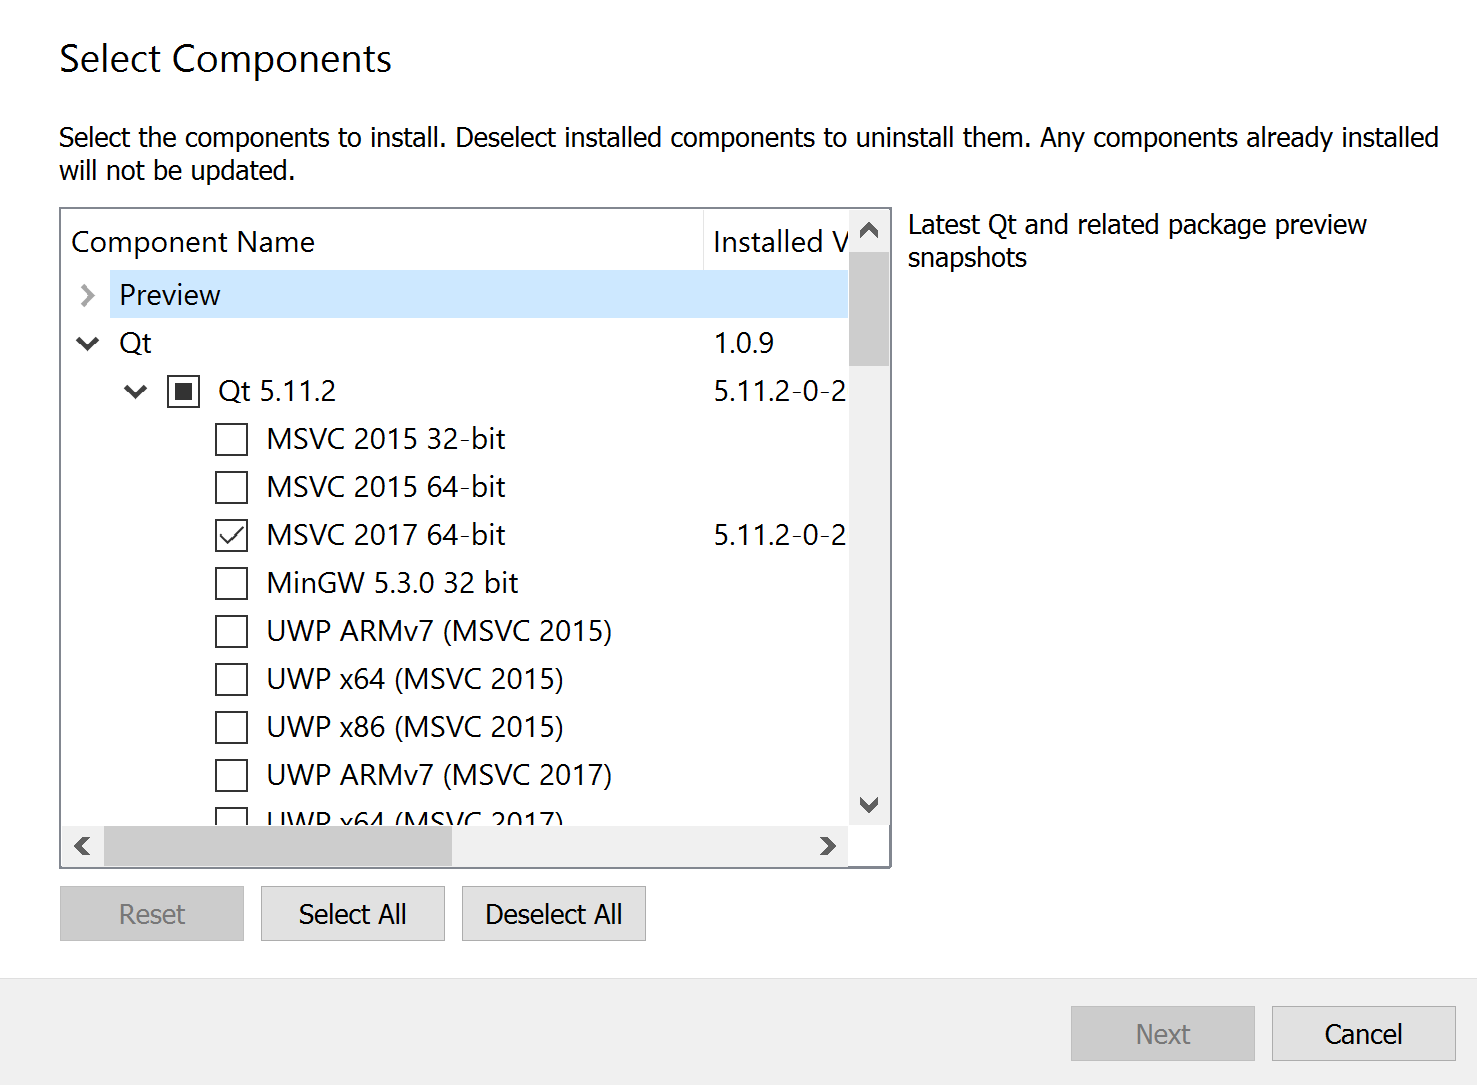 Select Components
Select the components to install. Deselect installed components to uninstall them. Any components already installed
will not be updated.
Component Name Installed V
Latest Qt and related package preview
snapshots
Preview
Qt 1.0.9
Qt 5.11.2 5.11.2-0-2
MSVC 2015 32-bit
MSVC 2015 64-bit
MSVC 2017 64-bit 5.11.2-0-2
MinGW 5.3.0 32 bit
UWP ARMv7 (MSVC 2015)
UWP x64 (MSVC 2015)
UWP x86 (MSVC 2015)
UWP ARMv7 (MSVC 2017)
UWP x64 (MSVC 2017)
Reset Select All Deselect All
Next Cancel